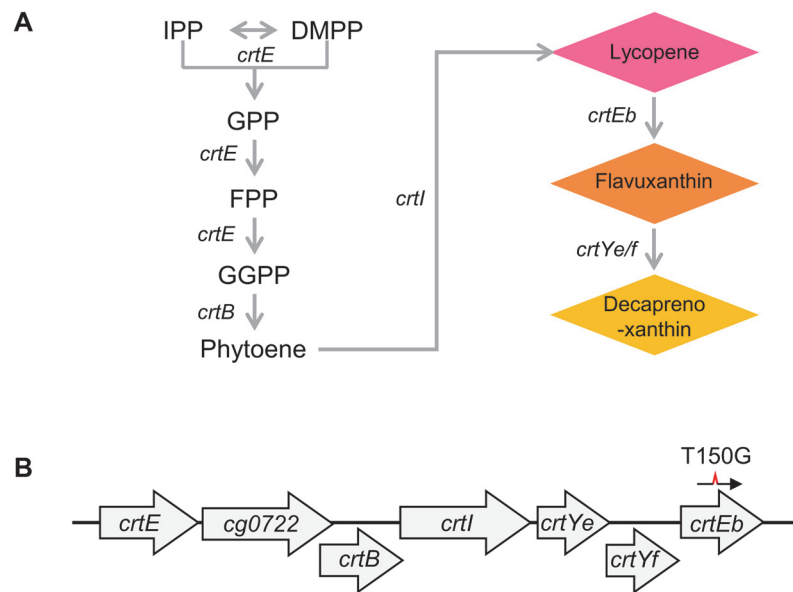 A
IPP DMPP
crtE
GPP
crtE
FPP
crtE
GGPP
crtB
Phytoene
crtI
Lycopene
crtEb
Flavuxanthin
crtYe/f
Decapreno
-xanthin
B
T150G
crtE cg0722 crtI crtYe crtEb
crtB crtYf